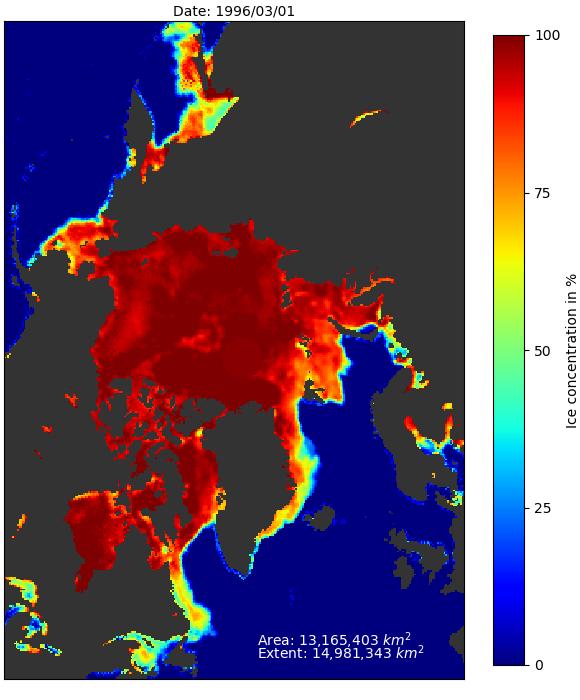 Date: 1996/03/01
100
75
50
25
0
Ice concentration in %
Area: 13,165,403 km²
Extent: 14,981,343 km²